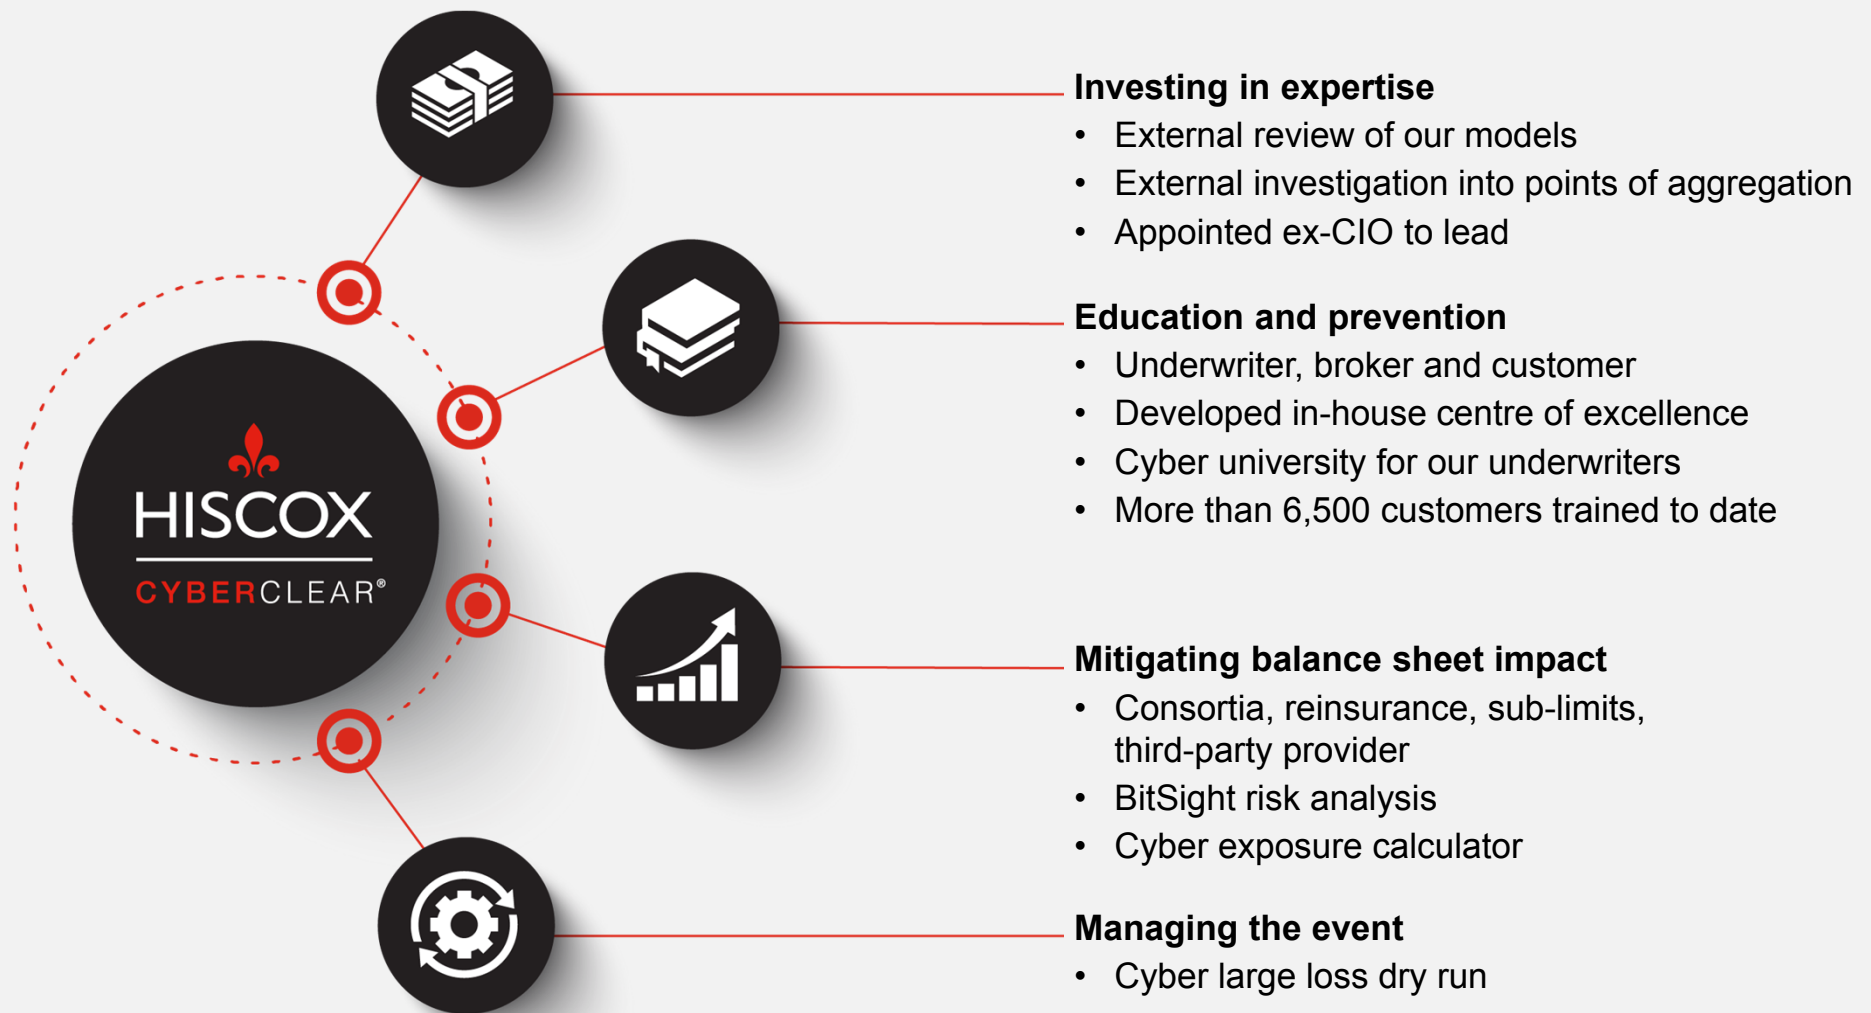 HISCOX
CYBERCLEAR®
Investing in expertise
• External review of our models
• External investigation into points of aggregation
• Appointed ex-CIO to lead
Education and prevention
• Underwriter, broker and customer
• Developed in-house centre of excellence
• Cyber university for our underwriters
• More than 6,500 customers trained to date
Mitigating balance sheet impact
• Consortia, reinsurance, sub-limits,
third-party provider
• BitSight risk analysis
• Cyber exposure calculator
Managing the event
• Cyber large loss dry run